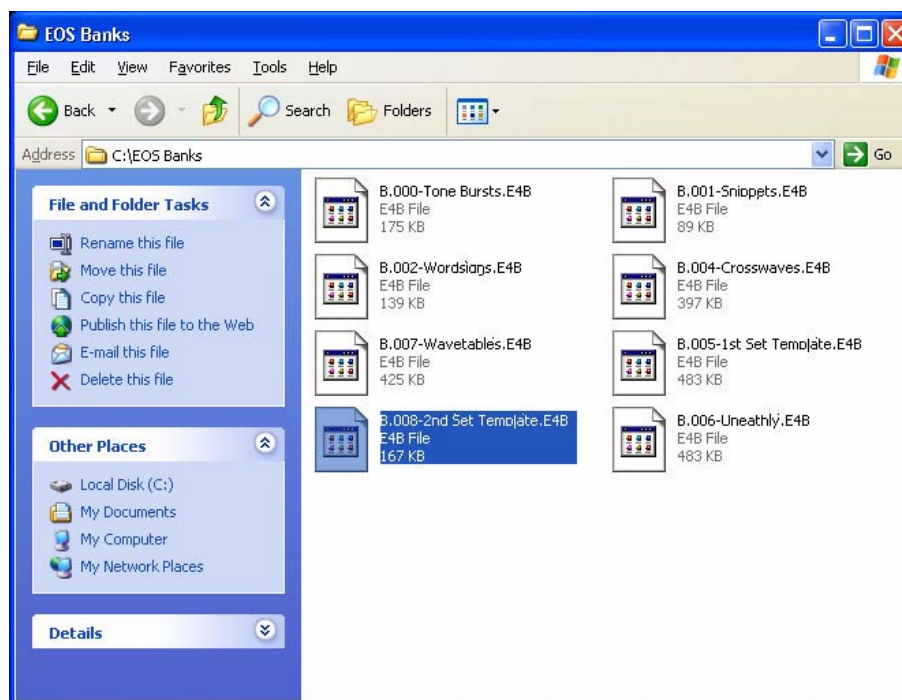 EOS Banks
File Edit View Favorites Tools Help
Back Search Folders
Address C:\EOS Banks Go
File and Folder Tasks
Rename this file
Move this file
Copy this file
Publish this file to the Web
E-mail this file
Delete this file
Other Places
Local Disk (C:)
My Documents
My Computer
My Network Places
Details
B.000-Tone Bursts.E4B
E4B File
175 KB
B.001-Snippets.E4B
E4B File
89 KB
B.002-Wordsigns.E4B
E4B File
139 KB
B.004-Crosswaves.E4B
E4B File
397 KB
B.007-Wavetables.E4B
E4B File
425 KB
B.005-1st Set Template.E4B
E4B File
483 KB
B.008-2nd Set Template.E4B
E4B File
167 KB
B.006-Uneathly.E4B
E4B File
483 KB